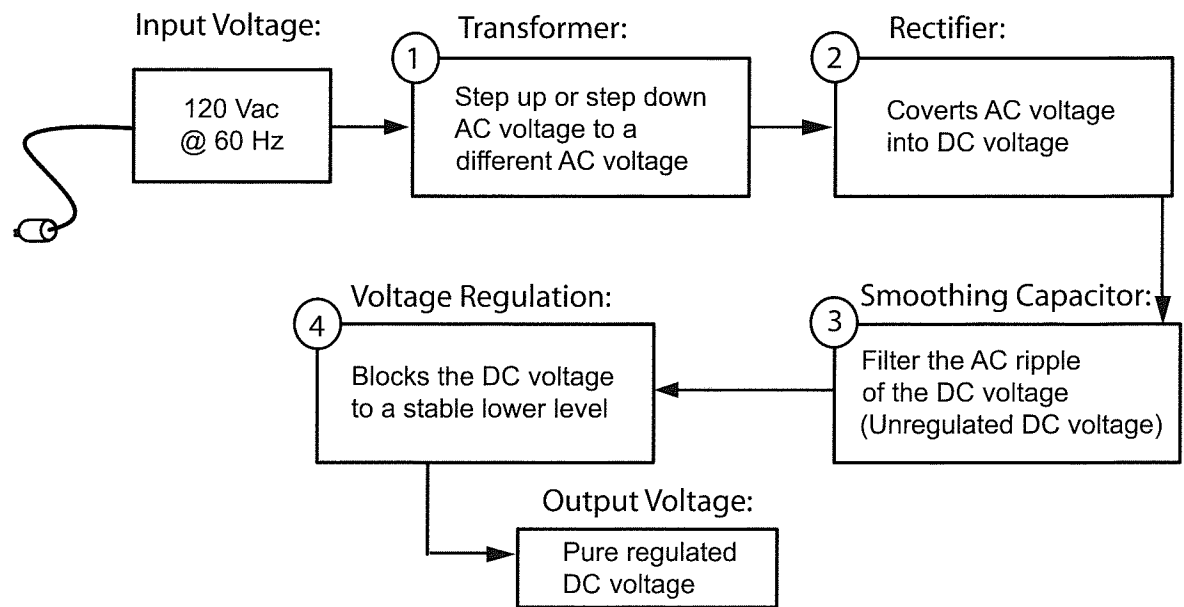 Input Voltage:
120 Vac
@ 60 Hz
Transformer:
1
Step up or step down
AC voltage to a
different AC voltage
Rectifier:
2
Coverts AC voltage
into DC voltage
Smoothing Capacitor:
3
Filter the AC ripple
of the DC voltage
(Unregulated DC voltage)
Voltage Regulation:
4
Blocks the DC voltage
to a stable lower level
Output Voltage:
Pure regulated
DC voltage